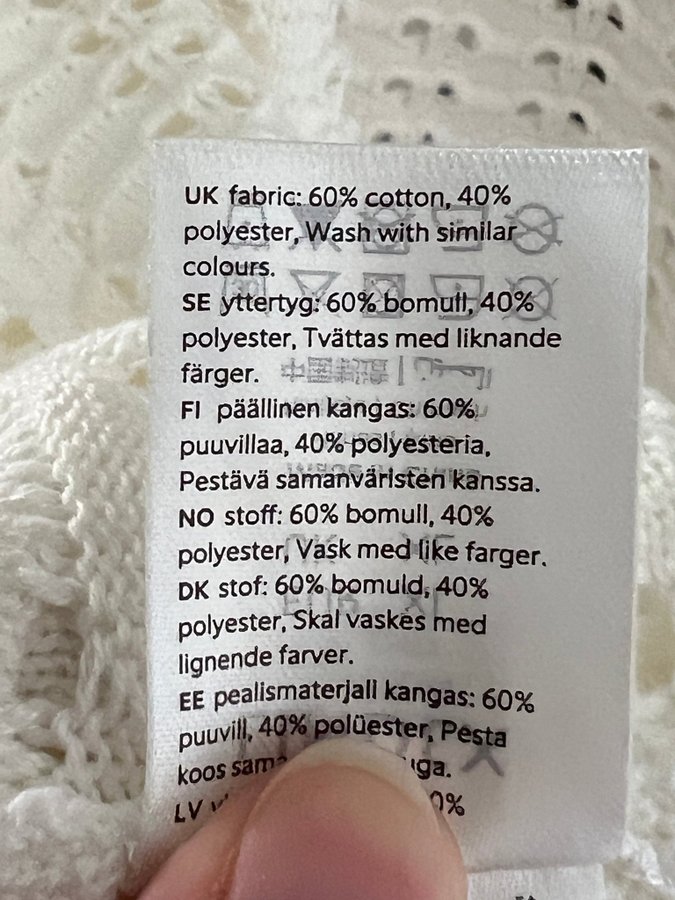 UK fabric: 60% cotton, 40%
polyester, Wash with similar
colours.
SE yttertyg: 60% bomull, 40%
polyester, Tvättas med liknande
färger.
FI päällinen kangas: 60%
puuvillaa, 40% polyesteria,
Pestävä samanväristen kanssa.
NO stoff: 60% bomull, 40%
polyester, Vask med like farger.
DK stof: 60% bomuld, 40%
polyester, Skal vaskes med
lignende farver.
EE pealismaterjali kangas: 60%
puuvill, 40% polüester, Pesta
koos
LV